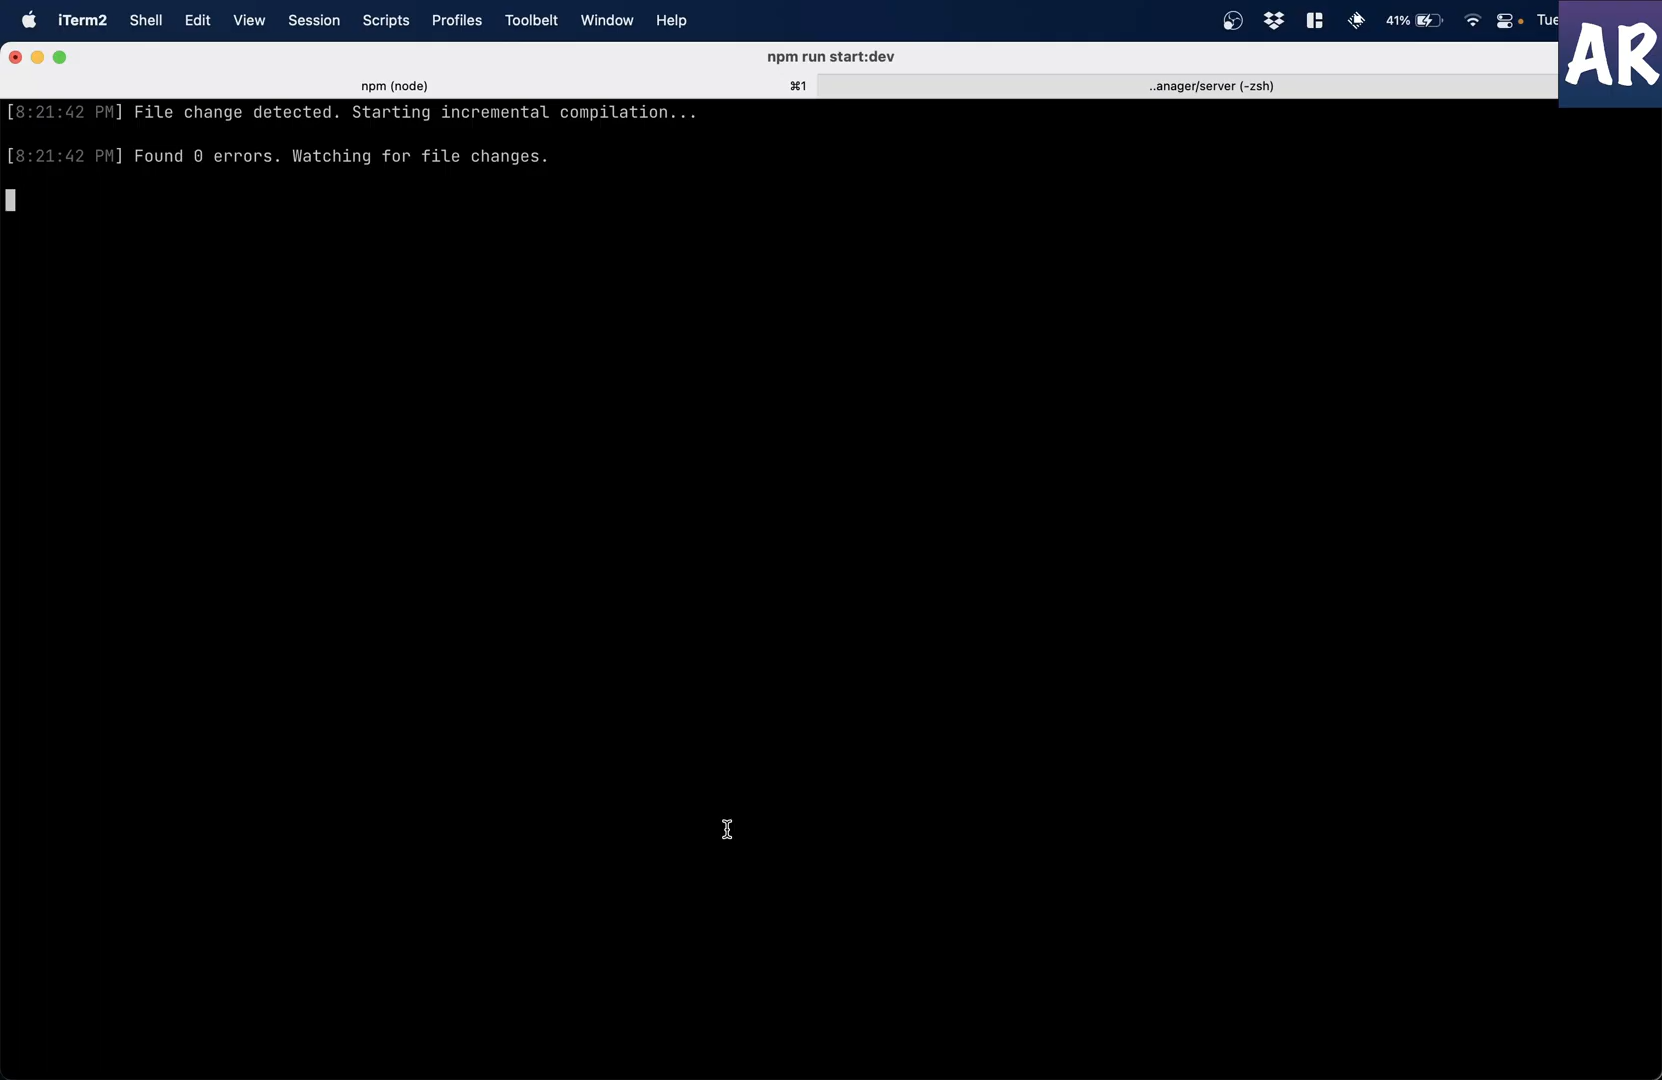 iTerm2 Shell Edit View Session Scripts Profiles Toolbelt Window Help 41% Tue
AR
npm run start:dev
npm (node) ⌘1 ..anager/server (-zsh)
[8:21:42 PM] File change detected. Starting incremental compilation...
[8:21:42 PM] Found 0 errors. Watching for file changes.